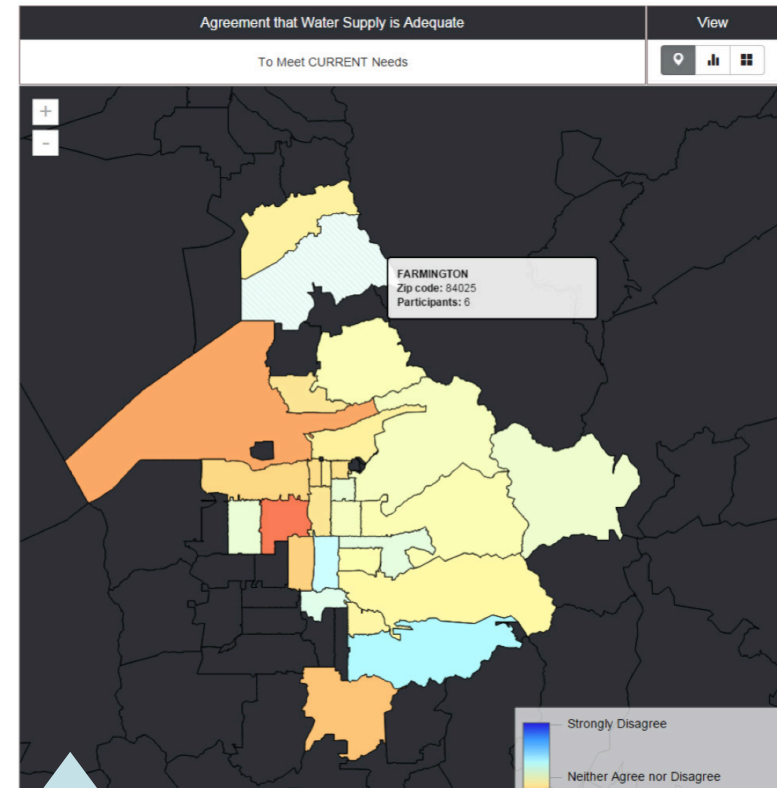 Agreement that Water Supply is Adequate
View
To Meet CURRENT Needs
+
-
FARMINGTON
Zip code: 84025
Participants: 6
Strongly Disagree
Neither Agree nor Disagree